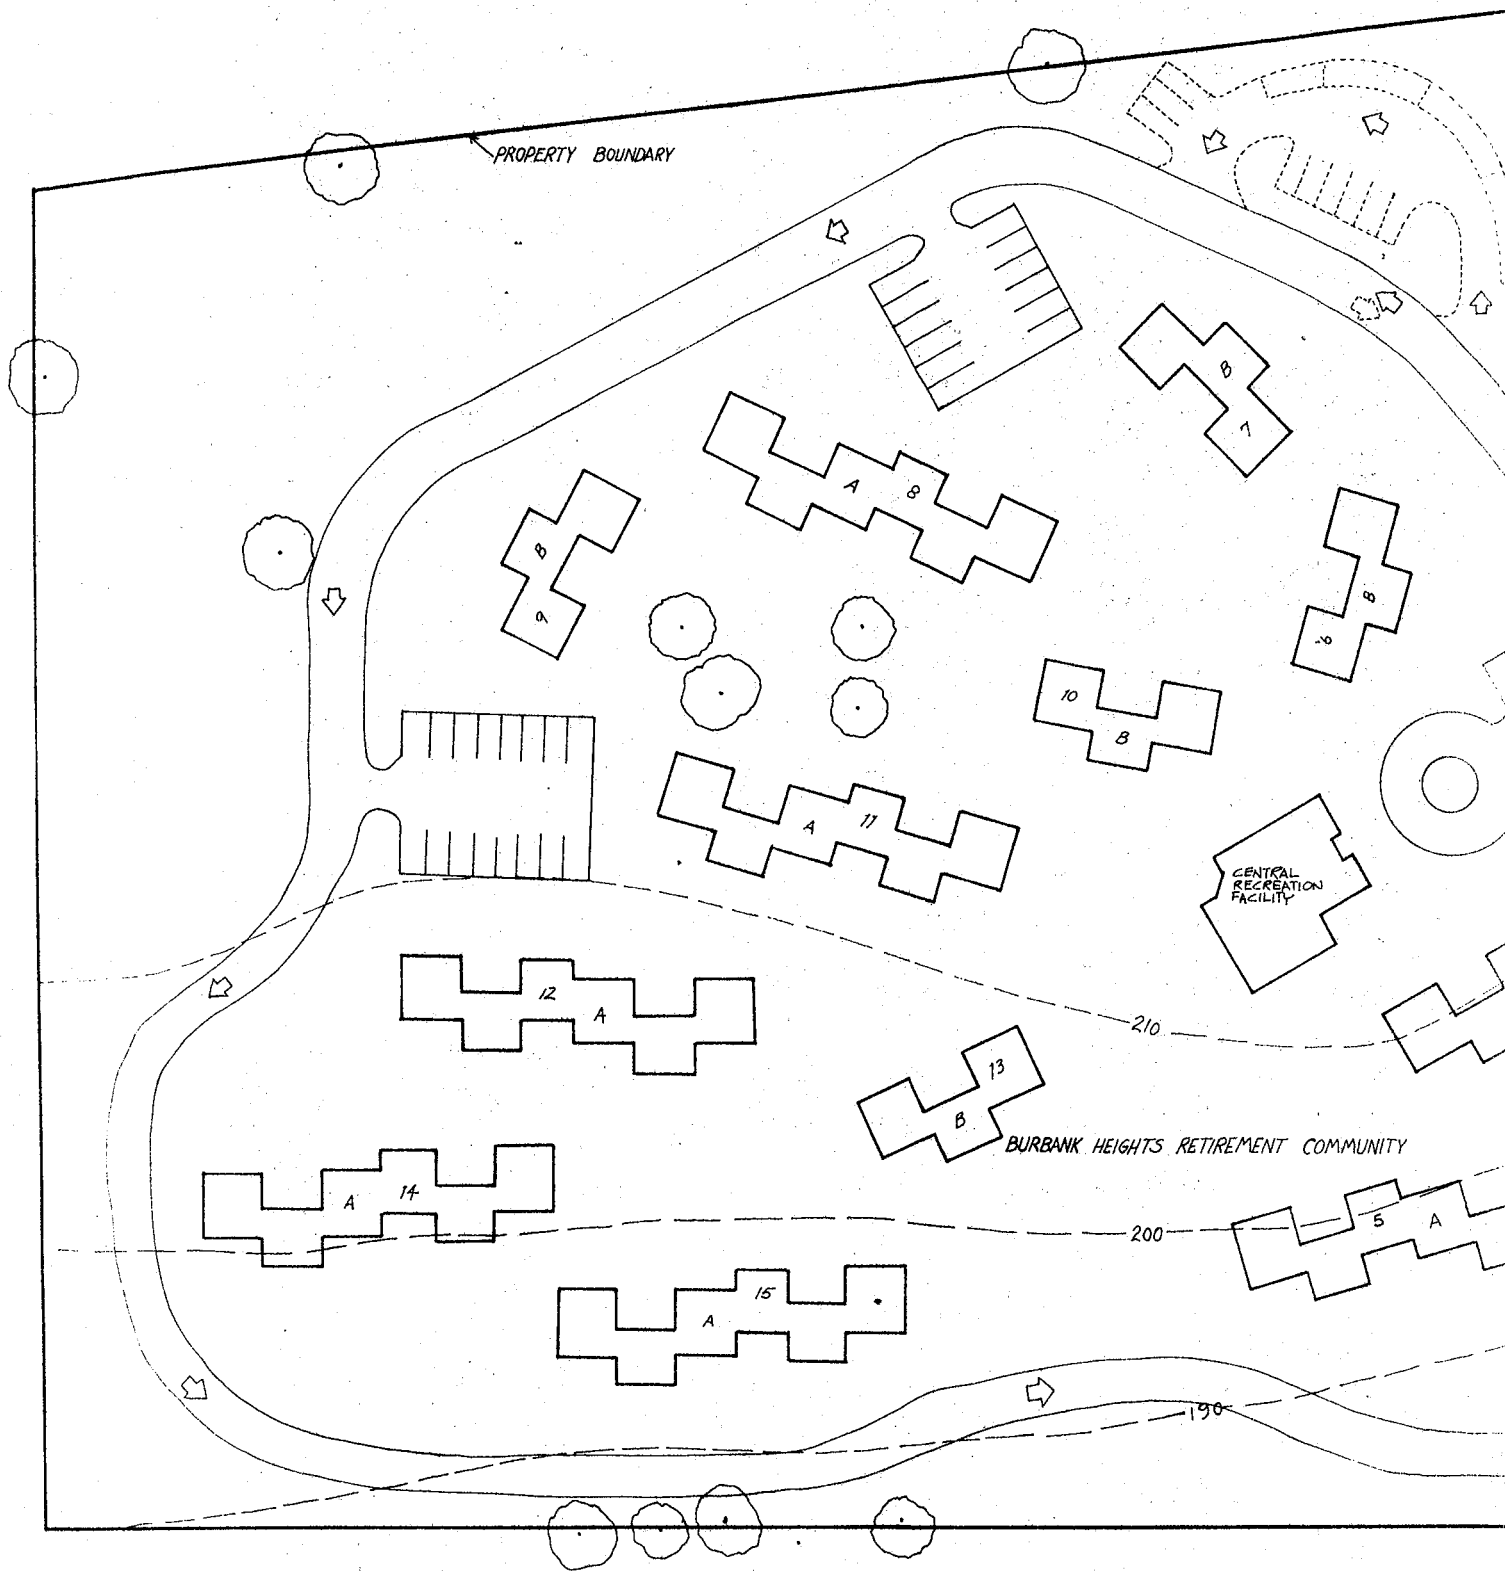 PROPERTY BOUNDARY
B
7
A
8
B
9
B
6
10
B
A
11
CENTRAL
RECREATION
FACILITY
12
A
210
13
B
BURBANK HEIGHTS RETIREMENT COMMUNITY
A
14
200
5
A
15
A
190